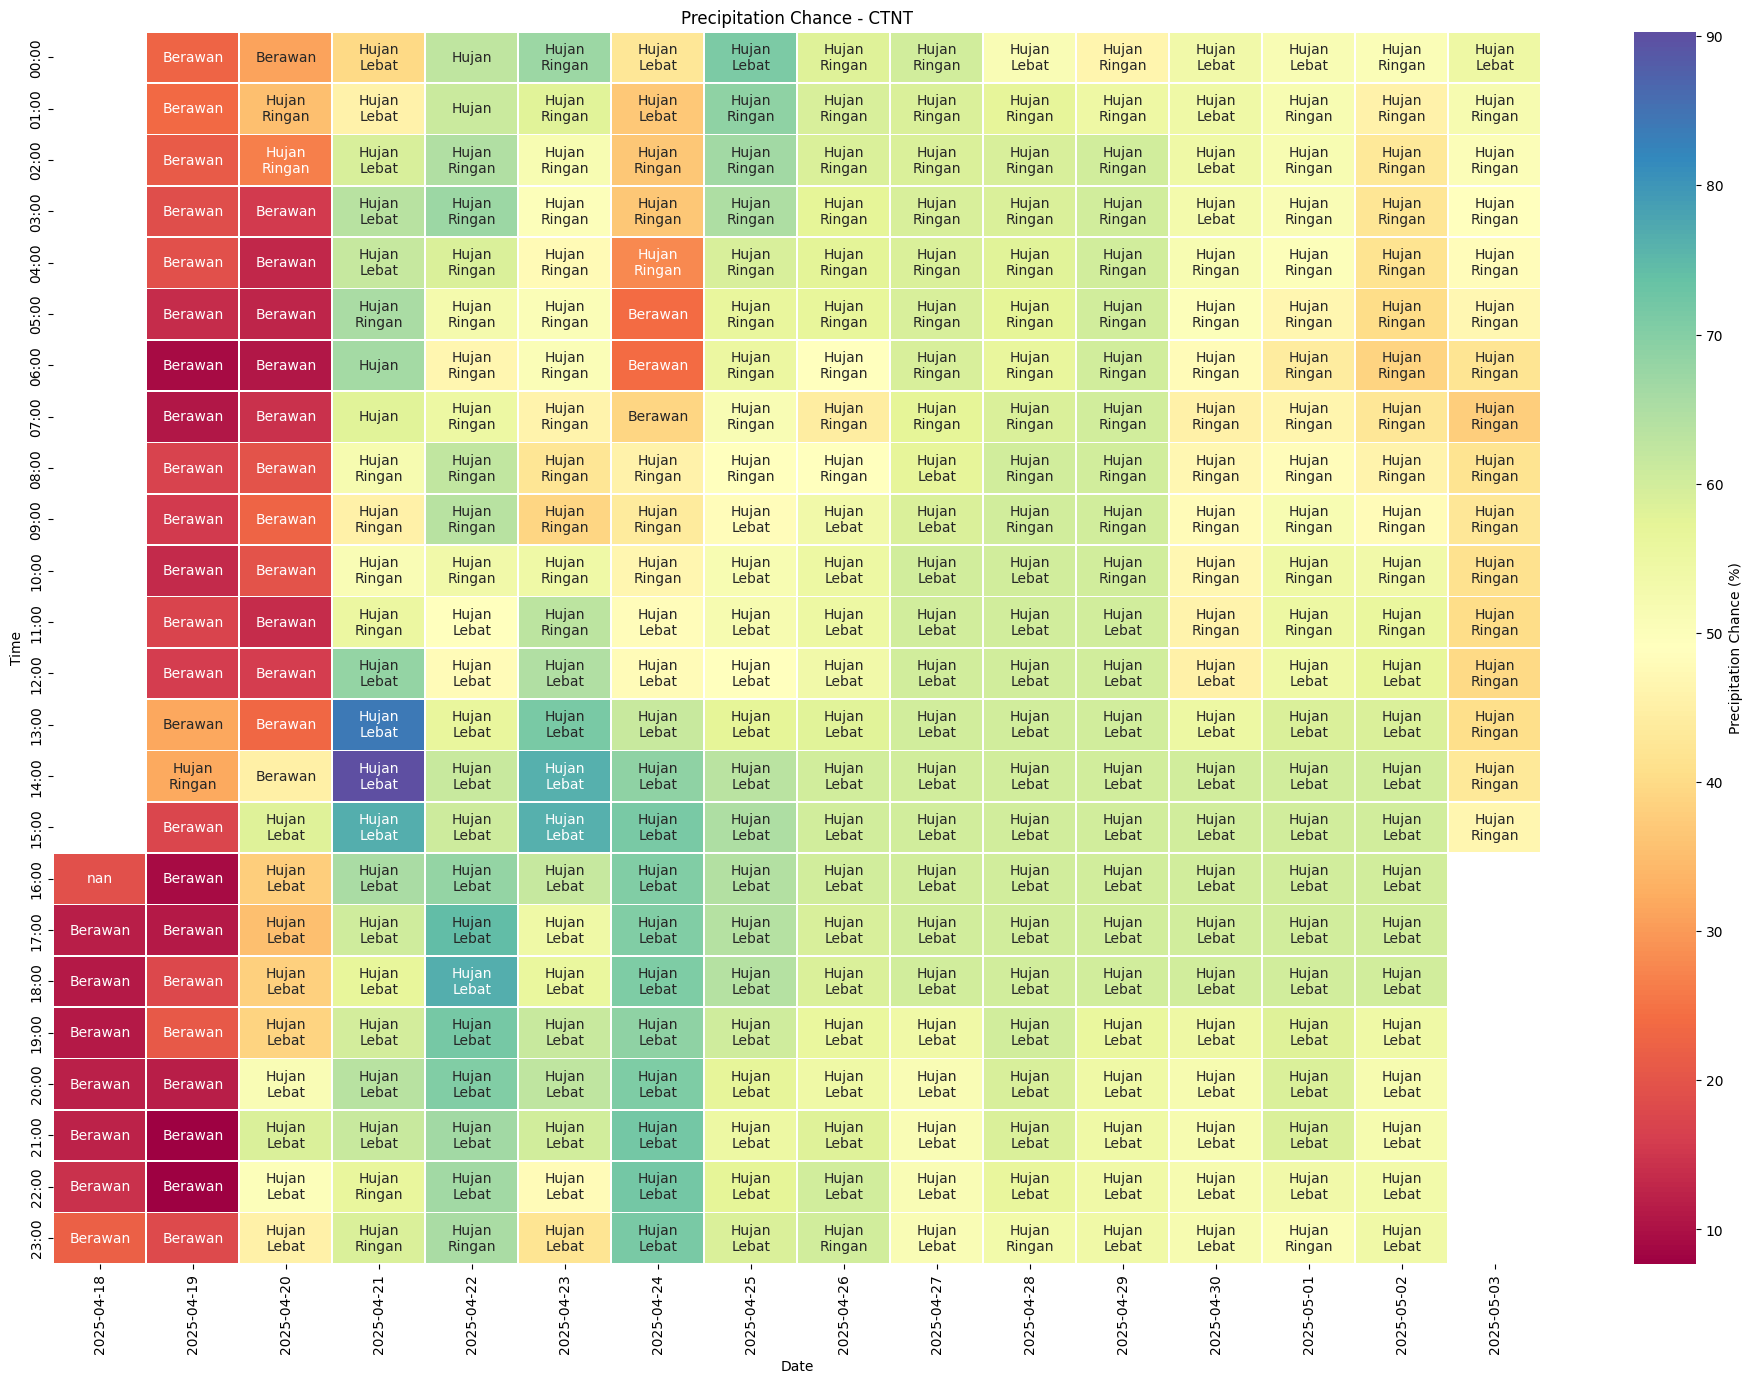 Precipitation Chance - CTNT
00:00 Berawan Berawan Hujan Lebat Hujan Hujan Ringan Hujan Lebat Hujan Lebat Hujan Ringan Hujan Ringan Hujan Lebat Hujan Ringan Hujan Lebat Hujan Lebat Hujan Ringan Hujan Lebat
01:00 Berawan Hujan Ringan Hujan Lebat Hujan Hujan Ringan Hujan Lebat Hujan Ringan Hujan Ringan Hujan Ringan Hujan Ringan Hujan Ringan Hujan Lebat Hujan Ringan Hujan Ringan Hujan Ringan
02:00 Berawan Hujan Ringan Hujan Lebat Hujan Ringan Hujan Ringan Hujan Ringan Hujan Ringan Hujan Ringan Hujan Ringan Hujan Ringan Hujan Ringan Hujan Lebat Hujan Ringan Hujan Ringan Hujan Ringan
03:00 Berawan Berawan Hujan Lebat Hujan Ringan Hujan Ringan Hujan Ringan Hujan Ringan Hujan Ringan Hujan Ringan Hujan Ringan Hujan Ringan Hujan Lebat Hujan Ringan Hujan Ringan Hujan Ringan
04:00 Berawan Berawan Hujan Lebat Hujan Ringan Hujan Ringan Hujan Ringan Hujan Ringan Hujan Ringan Hujan Ringan Hujan Ringan Hujan Ringan Hujan Ringan Hujan Ringan Hujan Ringan Hujan Ringan
05:00 Berawan Berawan Hujan Ringan Hujan Ringan Hujan Ringan Berawan Hujan Ringan Hujan Ringan Hujan Ringan Hujan Ringan Hujan Ringan Hujan Ringan Hujan Ringan Hujan Ringan Hujan Ringan
06:00 Berawan Berawan Hujan Hujan Ringan Hujan Ringan Berawan Hujan Ringan Hujan Ringan Hujan Ringan Hujan Ringan Hujan Ringan Hujan Ringan Hujan Ringan Hujan Ringan Hujan Ringan
07:00 Berawan Berawan Hujan Hujan Ringan Hujan Ringan Berawan Hujan Ringan Hujan Ringan Hujan Ringan Hujan Ringan Hujan Ringan Hujan Ringan Hujan Ringan Hujan Ringan Hujan Ringan
08:00 Berawan Berawan Hujan Ringan Hujan Ringan Hujan Ringan Hujan Ringan Hujan Ringan Hujan Ringan Hujan Lebat Hujan Ringan Hujan Ringan Hujan Ringan Hujan Ringan Hujan Ringan Hujan Ringan
09:00 Berawan Berawan Hujan Ringan Hujan Ringan Hujan Ringan Hujan Ringan Hujan Lebat Hujan Lebat Hujan Lebat Hujan Ringan Hujan Ringan Hujan Ringan Hujan Ringan Hujan Ringan Hujan Ringan
10:00 Berawan Berawan Hujan Ringan Hujan Ringan Hujan Ringan Hujan Ringan Hujan Lebat Hujan Lebat Hujan Lebat Hujan Lebat Hujan Ringan Hujan Ringan Hujan Ringan Hujan Ringan Hujan Ringan
11:00 Berawan Berawan Hujan Ringan Hujan Lebat Hujan Ringan Hujan Lebat Hujan Lebat Hujan Lebat Hujan Lebat Hujan Lebat Hujan Lebat Hujan Ringan Hujan Ringan Hujan Ringan Hujan Ringan
12:00 Berawan Berawan Hujan Lebat Hujan Lebat Hujan Lebat Hujan Lebat Hujan Lebat Hujan Lebat Hujan Lebat Hujan Lebat Hujan Lebat Hujan Lebat Hujan Lebat Hujan Lebat Hujan Ringan
13:00 Berawan Berawan Hujan Lebat Hujan Lebat Hujan Lebat Hujan Lebat Hujan Lebat Hujan Lebat Hujan Lebat Hujan Lebat Hujan Lebat Hujan Lebat Hujan Lebat Hujan Lebat Hujan Ringan
14:00 Hujan Ringan Berawan Hujan Lebat Hujan Lebat Hujan Lebat Hujan Lebat Hujan Lebat Hujan Lebat Hujan Lebat Hujan Lebat Hujan Lebat Hujan Lebat Hujan Lebat Hujan Lebat Hujan Ringan
15:00 Berawan Hujan Lebat Hujan Lebat Hujan Lebat Hujan Lebat Hujan Lebat Hujan Lebat Hujan Lebat Hujan Lebat Hujan Lebat Hujan Lebat Hujan Lebat Hujan Lebat Hujan Lebat Hujan Ringan
16:00 nan Berawan Hujan Lebat Hujan Lebat Hujan Lebat Hujan Lebat Hujan Lebat Hujan Lebat Hujan Lebat Hujan Lebat Hujan Lebat Hujan Lebat Hujan Lebat Hujan Lebat Hujan Lebat
17:00 Berawan Berawan Hujan Lebat Hujan Lebat Hujan Lebat Hujan Lebat Hujan Lebat Hujan Lebat Hujan Lebat Hujan Lebat Hujan Lebat Hujan Lebat Hujan Lebat Hujan Lebat Hujan Lebat
18:00 Berawan Berawan Hujan Lebat Hujan Lebat Hujan Lebat Hujan Lebat Hujan Lebat Hujan Lebat Hujan Lebat Hujan Lebat Hujan Lebat Hujan Lebat Hujan Lebat Hujan Lebat Hujan Lebat
19:00 Berawan Berawan Hujan Lebat Hujan Lebat Hujan Lebat Hujan Lebat Hujan Lebat Hujan Lebat Hujan Lebat Hujan Lebat Hujan Lebat Hujan Lebat Hujan Lebat Hujan Lebat Hujan Lebat
20:00 Berawan Berawan Hujan Lebat Hujan Lebat Hujan Lebat Hujan Lebat Hujan Lebat Hujan Lebat Hujan Lebat Hujan Lebat Hujan Lebat Hujan Lebat Hujan Lebat Hujan Lebat Hujan Lebat
21:00 Berawan Berawan Hujan Lebat Hujan Lebat Hujan Lebat Hujan Lebat Hujan Lebat Hujan Lebat Hujan Lebat Hujan Lebat Hujan Lebat Hujan Lebat Hujan Lebat Hujan Lebat Hujan Lebat
22:00 Berawan Berawan Hujan Lebat Hujan Ringan Hujan Lebat Hujan Lebat Hujan Lebat Hujan Lebat Hujan Lebat Hujan Lebat Hujan Ringan Hujan Lebat Hujan Lebat Hujan Lebat Hujan Lebat
23:00 Berawan Berawan Hujan Lebat Hujan Ringan Hujan Ringan Hujan Lebat Hujan Lebat Hujan Lebat Hujan Ringan Hujan Lebat Hujan Ringan Hujan Lebat Hujan Lebat Hujan Ringan Hujan Lebat
Time
2025-04-18 2025-04-19 2025-04-20 2025-04-21 2025-04-22 2025-04-23 2025-04-24 2025-04-25 2025-04-26 2025-04-27 2025-04-28 2025-04-29 2025-04-30 2025-05-01 2025-05-02 2025-05-03
Date
90
80
70
60
50
40
30
20
10
Precipitation Chance (%)